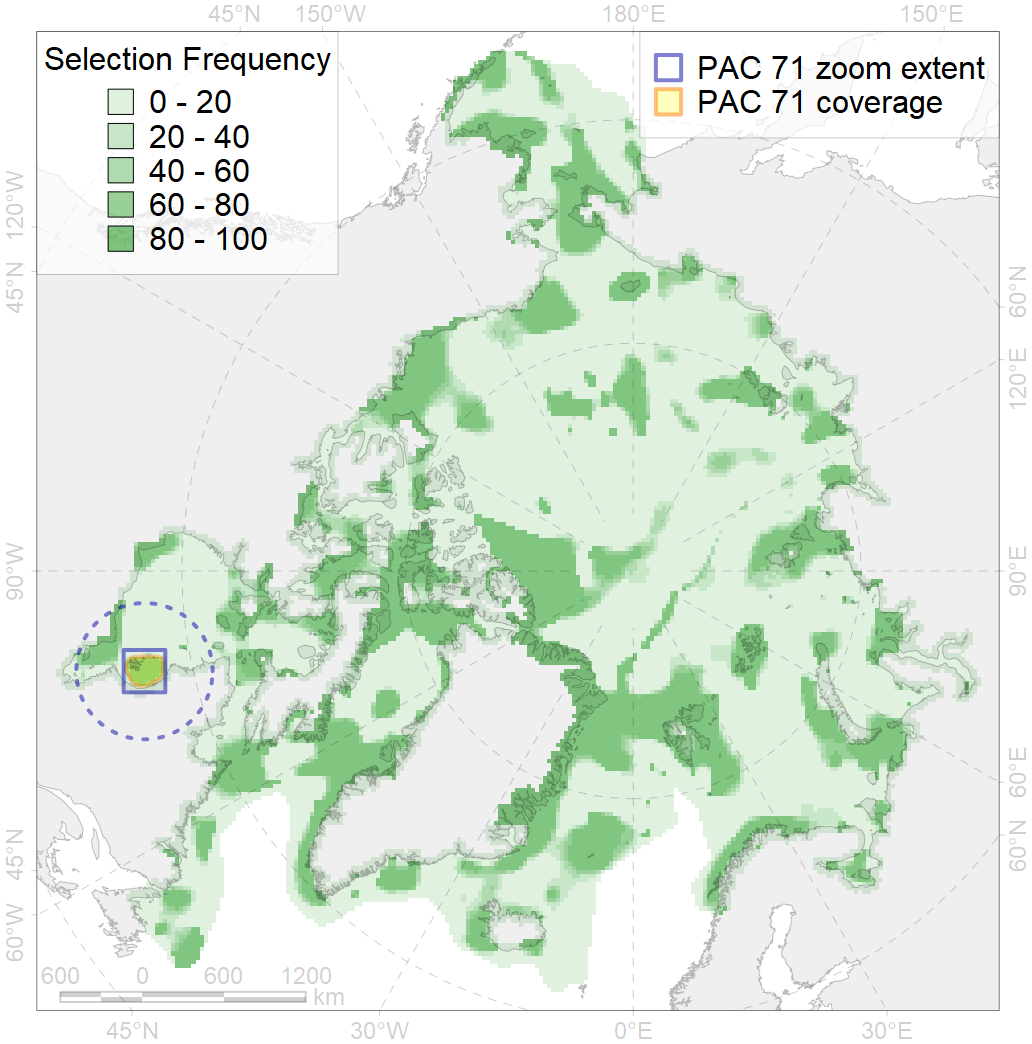 45°N 150°W 180°E 150°E
Selection Frequency
0 - 20
20 - 40
40 - 60
60 - 80
80 - 100
PAC 71 zoom extent
PAC 71 coverage
120°W
45°N
90°W
45°N
60°W
60°N
120°E
90°E
60°E
60°N
600 0 600 1200
km
45°W 30°W 0°E 30°E